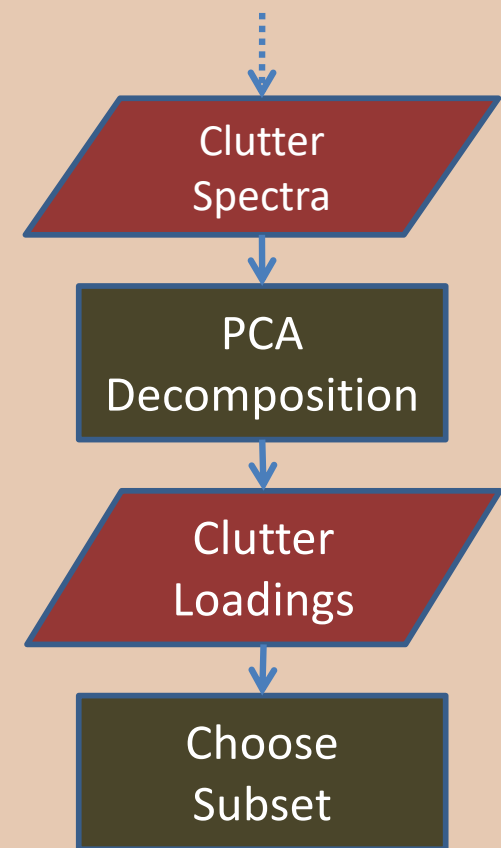 Clutter
Spectra
PCA
Decomposition
Clutter
Loadings
Choose
Subset